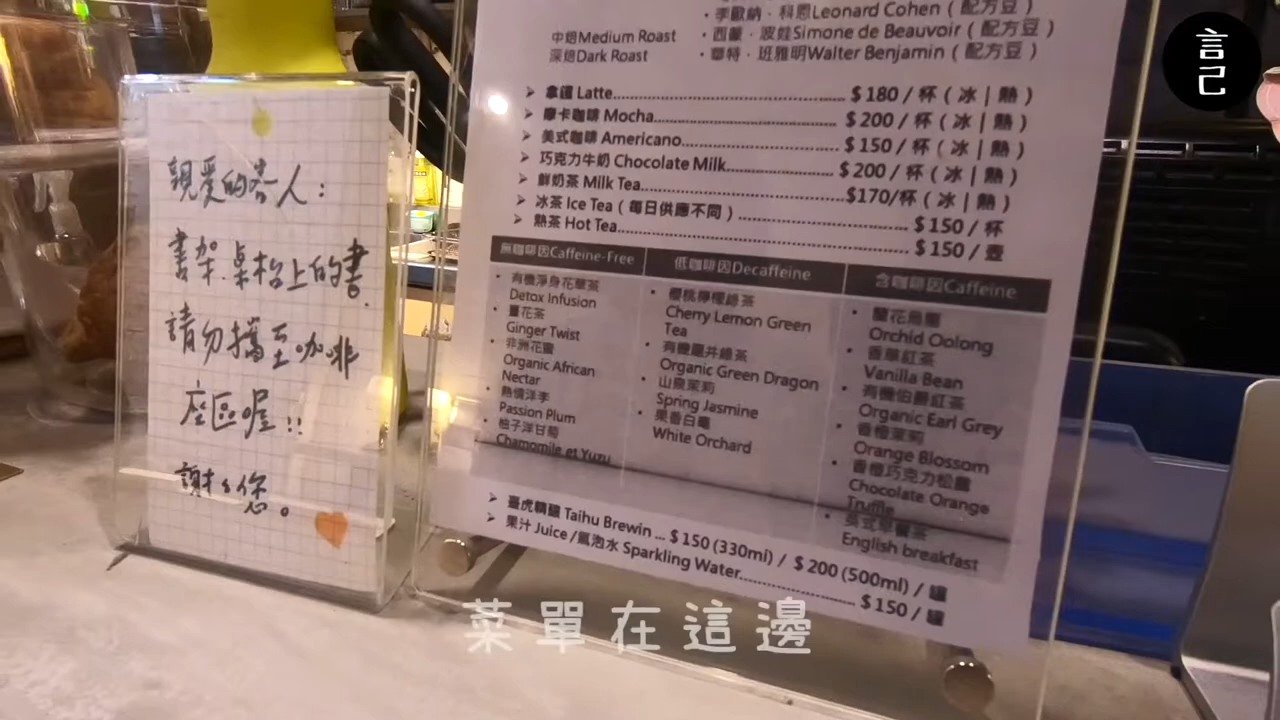 親愛的客人：
書架、桌枱上的書
請勿攜至咖啡
座區喔!!
謝謝您。
・李歐納・科恩Leonard Cohen（配方豆）
中焙Medium Roast ・西蒙・波娃Simone de Beauvoir（配方豆）
深焙Dark Roast ・華特・班雅明Walter Benjamin（配方豆）
➤ 拿鐵 Latte $180 / 杯（冰｜熱）
➤ 摩卡咖啡 Mocha $200 / 杯（冰｜熱）
➤ 美式咖啡 Americano $150 / 杯（冰｜熱）
➤ 巧克力牛奶 Chocolate Milk $200 / 杯（冰｜熱）
➤ 鮮奶茶 Milk Tea $170/杯（冰｜熱）
➤ 冰茶 Ice Tea（每日供應不同） $150 / 杯
➤ 熱茶 Hot Tea $150 / 壺
無咖啡因Caffeine-Free
・有機淨身花草茶
Detox Infusion
・薑花茶
Ginger Twist
・非洲花蜜
Organic African
Nectar
・熱情洋李
Passion Plum
・柚子洋甘菊
Chamomile et Yuzu
低咖啡因Decaffeine
・櫻桃檸檬綠茶
Cherry Lemon Green
Tea
・有機龍井綠茶
Organic Green Dragon
・山泉茉莉
Spring Jasmine
・果香白毫
White Orchard
含咖啡因Caffeine
・蘭花烏龍
Orchid Oolong
・香草紅茶
Vanilla Bean
・有機伯爵紅茶
Organic Earl Grey
・香橙茉莉
Orange Blossom
・香橙巧克力松露
Chocolate Orange
Truffle
・英式早餐茶
English breakfast
➤ 臺虎精釀 Taihu Brewin ... $150 (330ml) / $200 (500ml) / 罐
➤ 果汁 Juice /氣泡水 Sparkling Water $150 / 罐
菜單在這邊
言己